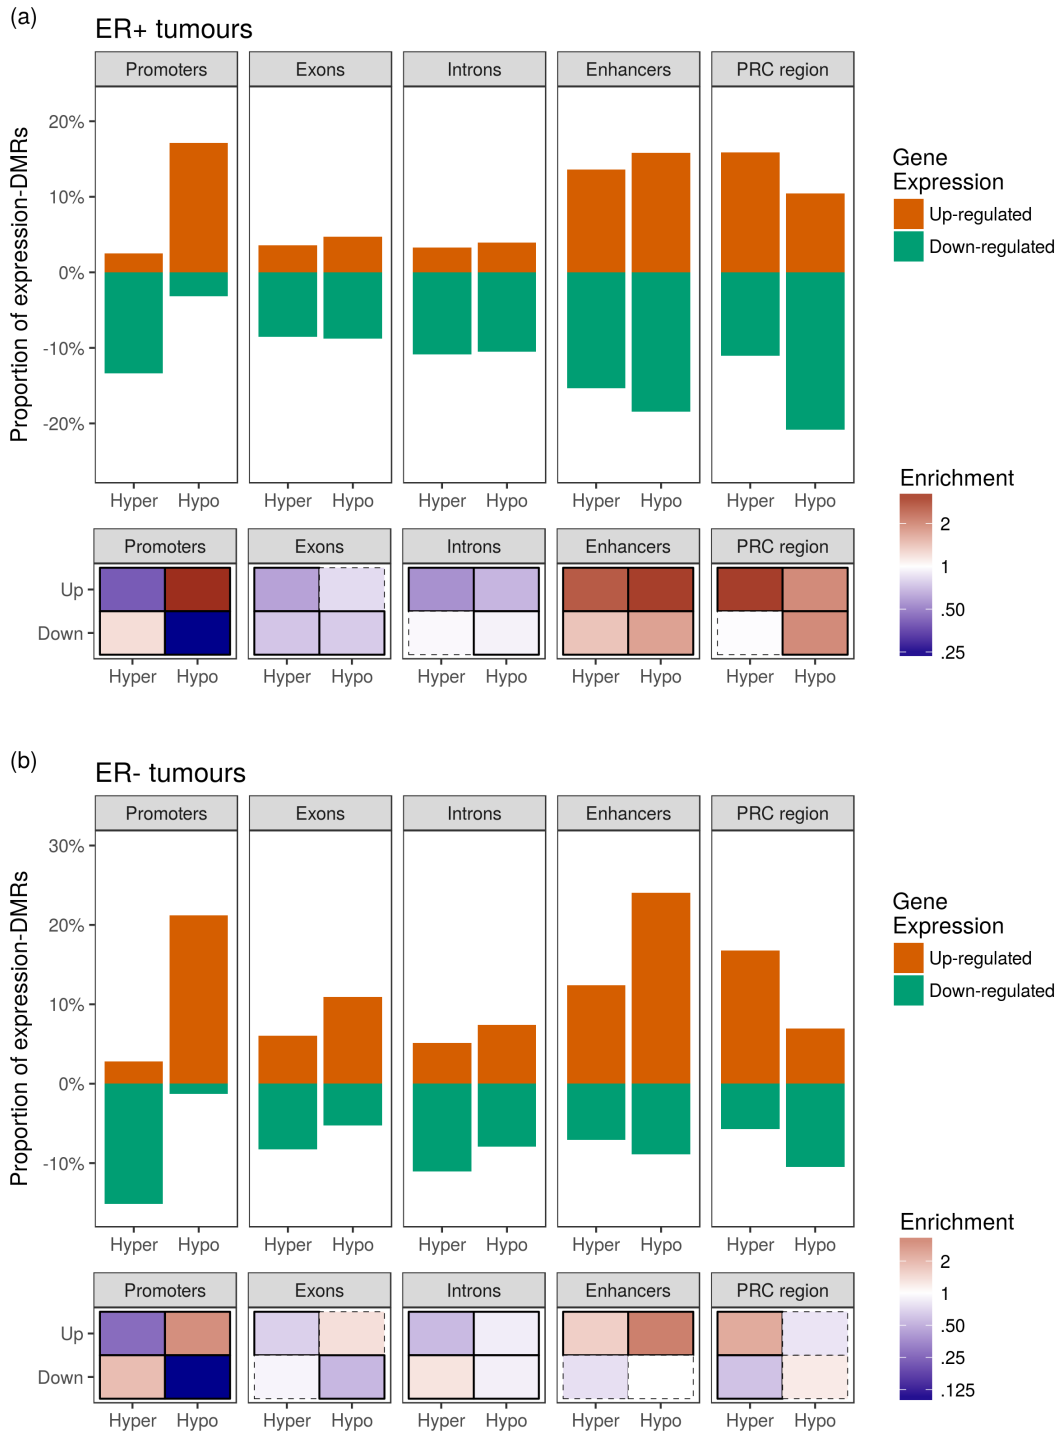 (a)
ER+ tumours
Promoters Exons Introns Enhancers PRC region
Proportion of expression-DMRs
20%
10%
0%
-10%
-20%
Hyper Hypo Hyper Hypo Hyper Hypo Hyper Hypo Hyper Hypo
Gene
Expression
Up-regulated
Down-regulated
Promoters Exons Introns Enhancers PRC region
Up
Down
Hyper Hypo Hyper Hypo Hyper Hypo Hyper Hypo Hyper Hypo
Enrichment
2
1
.50
.25
(b)
ER- tumours
Promoters Exons Introns Enhancers PRC region
Proportion of expression-DMRs
30%
20%
10%
0%
-10%
Hyper Hypo Hyper Hypo Hyper Hypo Hyper Hypo Hyper Hypo
Gene
Expression
Up-regulated
Down-regulated
Promoters Exons Introns Enhancers PRC region
Up
Down
Hyper Hypo Hyper Hypo Hyper Hypo Hyper Hypo Hyper Hypo
Enrichment
2
1
.50
.25
.125